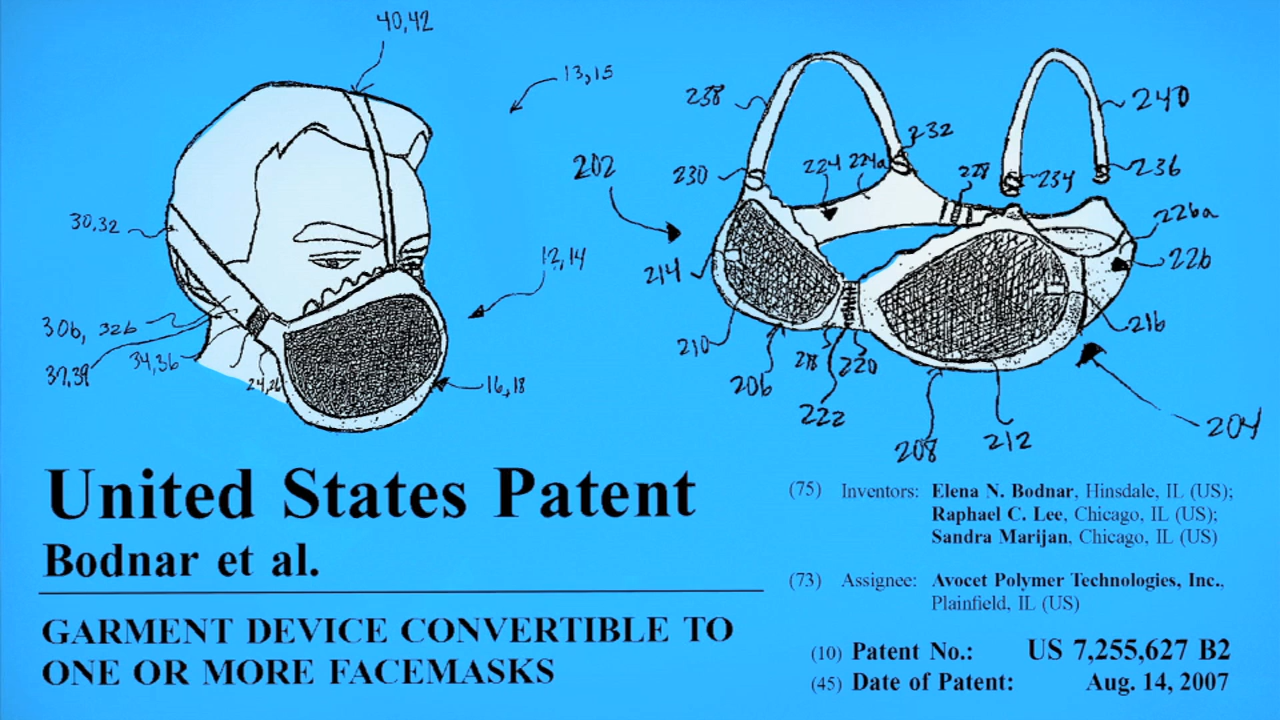 40,42
13,15
30,32
12,14
30b, 32b
37,39
34,36
24,26
16,18
238
240
232
202
224
224a
228
230
234
236
226a
214
226
216
210
218
220
206
222
208
212
204
United States Patent
Bodnar et al.
GARMENT DEVICE CONVERTIBLE TO
ONE OR MORE FACEMASKS
(75) Inventors: Elena N. Bodnar, Hinsdale, IL (US);
Raphael C. Lee, Chicago, IL (US);
Sandra Marijan, Chicago, IL (US)
(73) Assignee: Avocet Polymer Technologies, Inc.,
Plainfield, IL (US)
(10) Patent No.: US 7,255,627 B2
(45) Date of Patent: Aug. 14, 2007